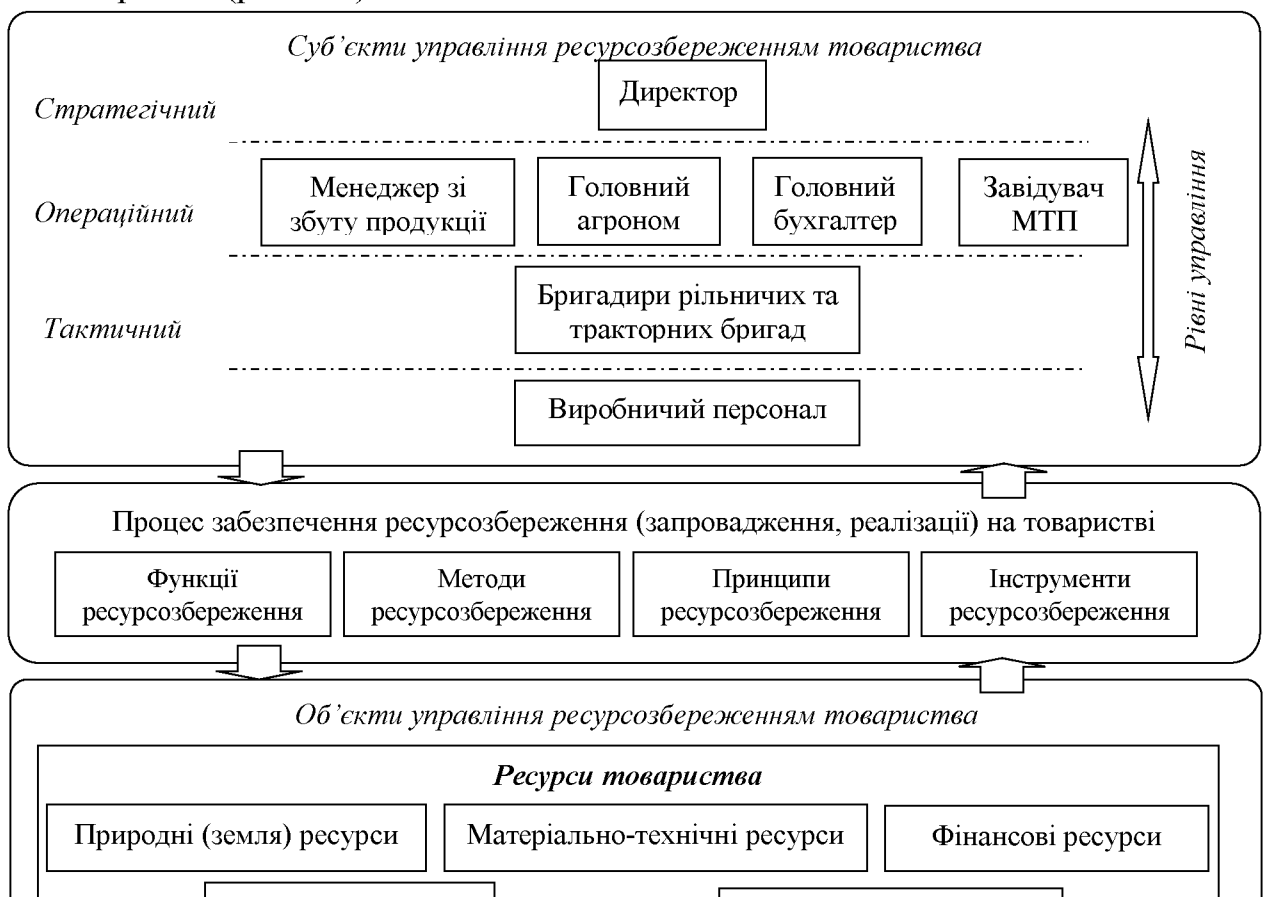 Суб’єкти управління ресурсозбереженням товариства
Директор
Стратегічний
Менеджер зі
збуту продукції
Головний
агроном
Головний
бухгалтер
Завідувач
МТП
Операційний
Бригадири рільничих та
тракторних бригад
Тактичний
Виробничий персонал
Рівні управління
Процес забезпечення ресурсозбереження (запровадження, реалізації) на товаристві
Функції
ресурсозбереження
Методи
ресурсозбереження
Принципи
ресурсозбереження
Інструменти
ресурсозбереження
Об’єкти управління ресурсозбереженням товариства
Ресурси товариства
Природні (земля) ресурси
Матеріально-технічні ресурси
Фінансові ресурси